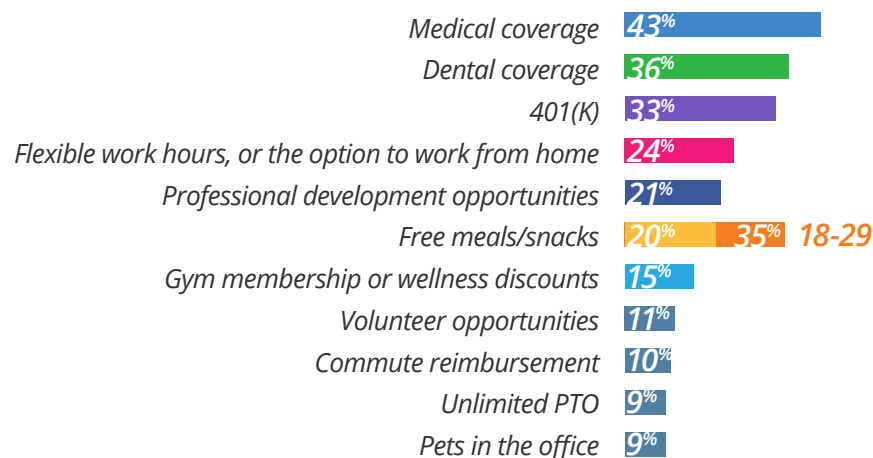 Medical coverage 43%
Dental coverage 36%
401(K) 33%
Flexible work hours, or the option to work from home 24%
Professional development opportunities 21%
Free meals/snacks 20% 35% 18-29
Gym membership or wellness discounts 15%
Volunteer opportunities 11%
Commute reimbursement 10%
Unlimited PTO 9%
Pets in the office 9%